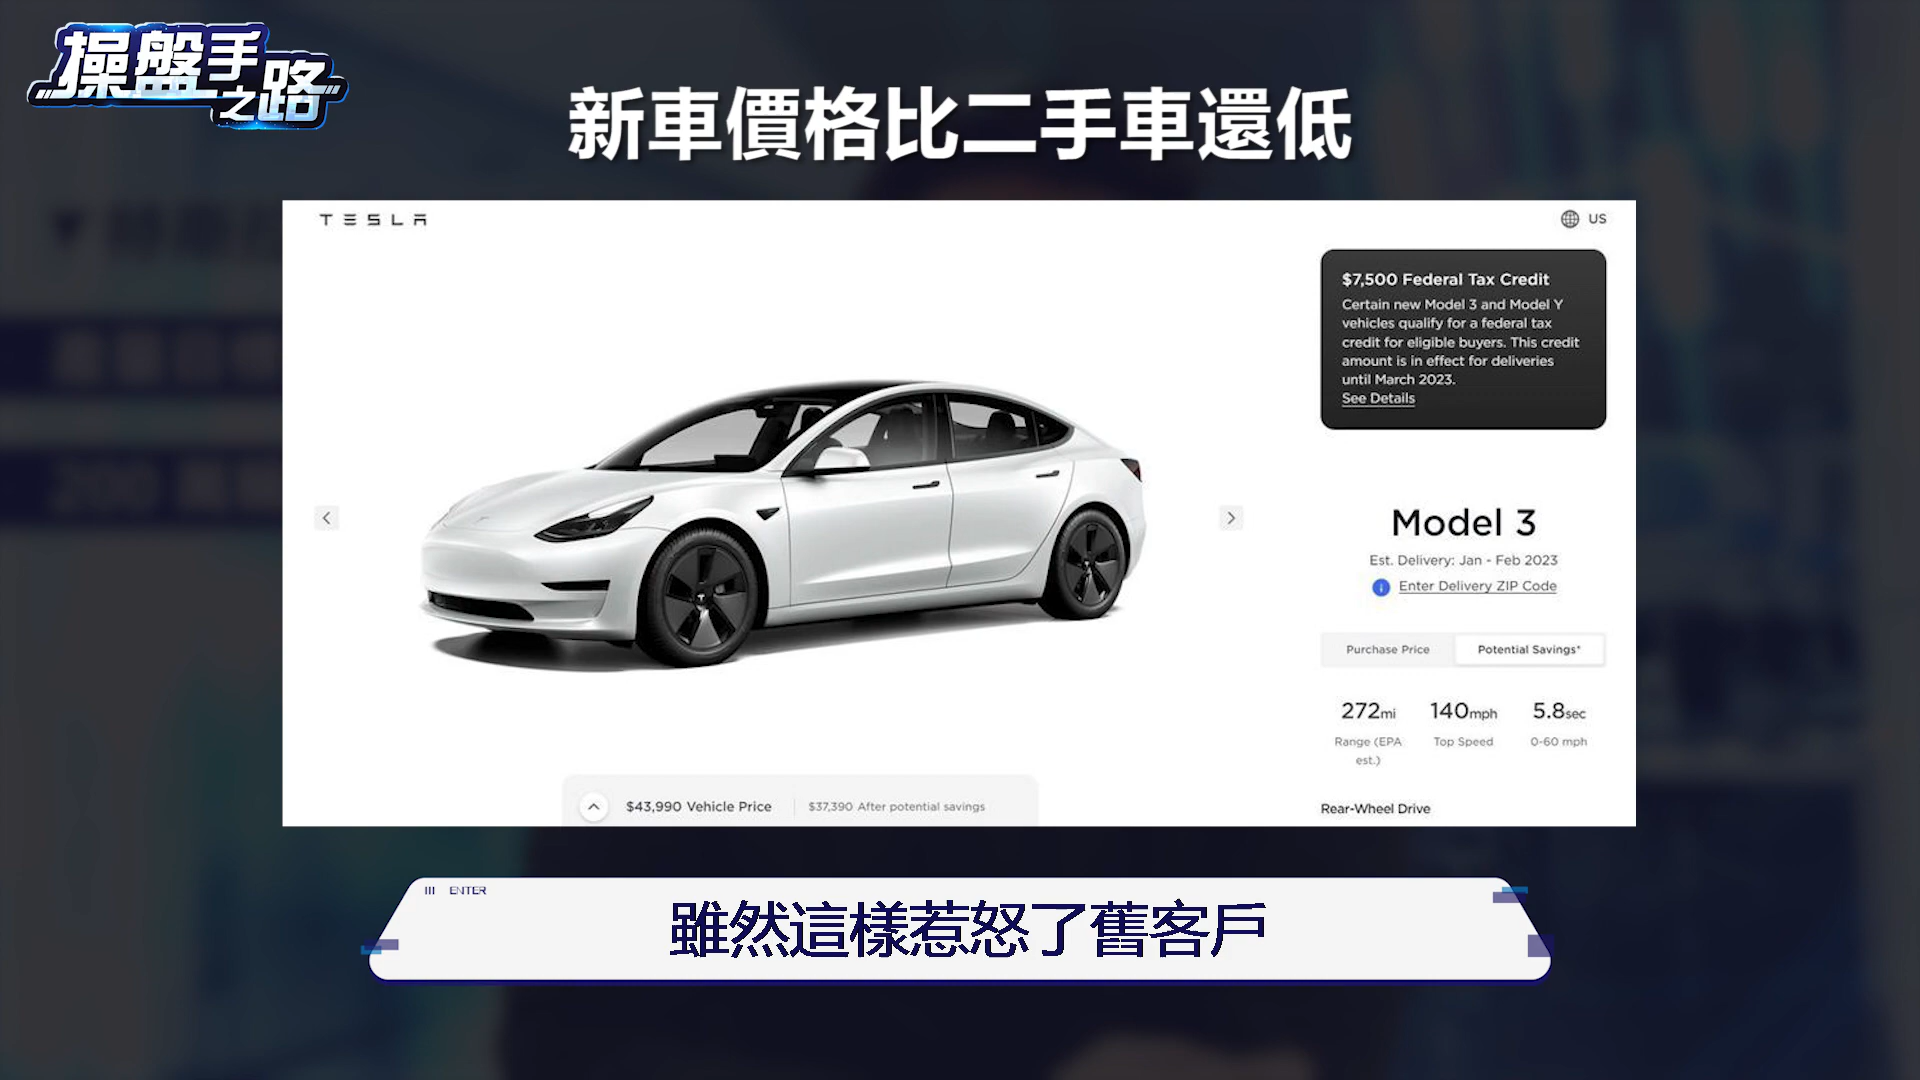 操盤手之路
新車價格比二手車還低
TESLA
US
$7,500 Federal Tax Credit
Certain new Model 3 and Model Y
vehicles qualify for a federal tax
credit for eligible buyers. This credit
amount is in effect for deliveries
until March 2023.
See Details
Model 3
Est. Delivery: Jan - Feb 2023
Enter Delivery ZIP Code
Purchase Price Potential Savings*
272mi 140mph 5.8sec
Range (EPA est.) Top Speed 0-60 mph
$43,990 Vehicle Price $37,390 After potential savings
Rear-Wheel Drive
ENTER
雖然這樣惹怒了舊客戶